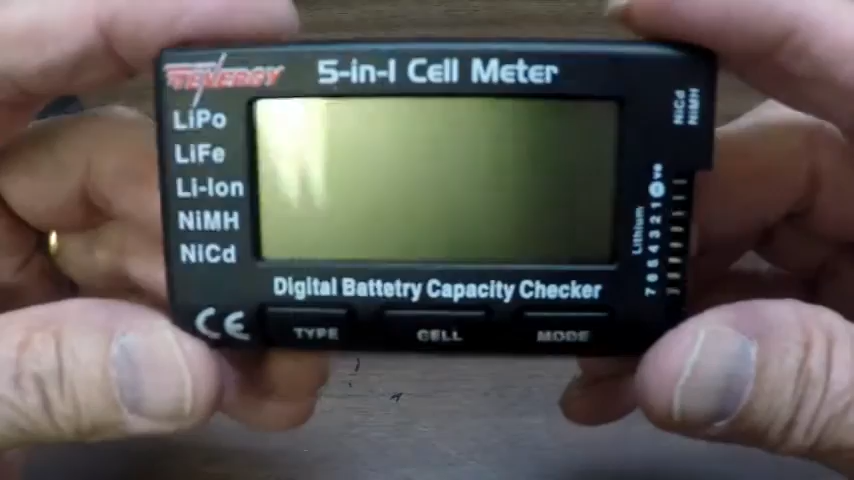 TENERGY
5-in-1 Cell Meter
LiPo
LiFe
Li-Ion
NiMH
NiCd
NiCd
NiMH
Lithium
7 6 5 4 3 2 1 ⊖ve
Digital Battetry Capacity Checker
CE
TYPE
CELL
MODE